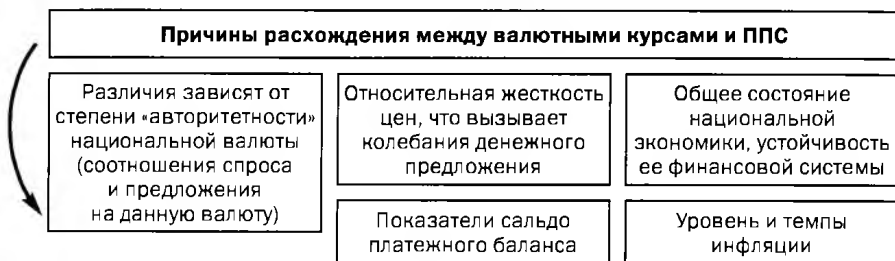 Причины расхождения между валютными курсами и ППС
Различия зависят от
степени «авторитетности»
национальной валюты
(соотношения спроса
и предложения
на данную валюту)
Относительная жесткость
цен, что вызывает
колебания денежного
предложения
Общее состояние
национальной
экономики, устойчивость
ее финансовой системы
Показатели сальдо
платежного баланса
Уровень и темпы
инфляции